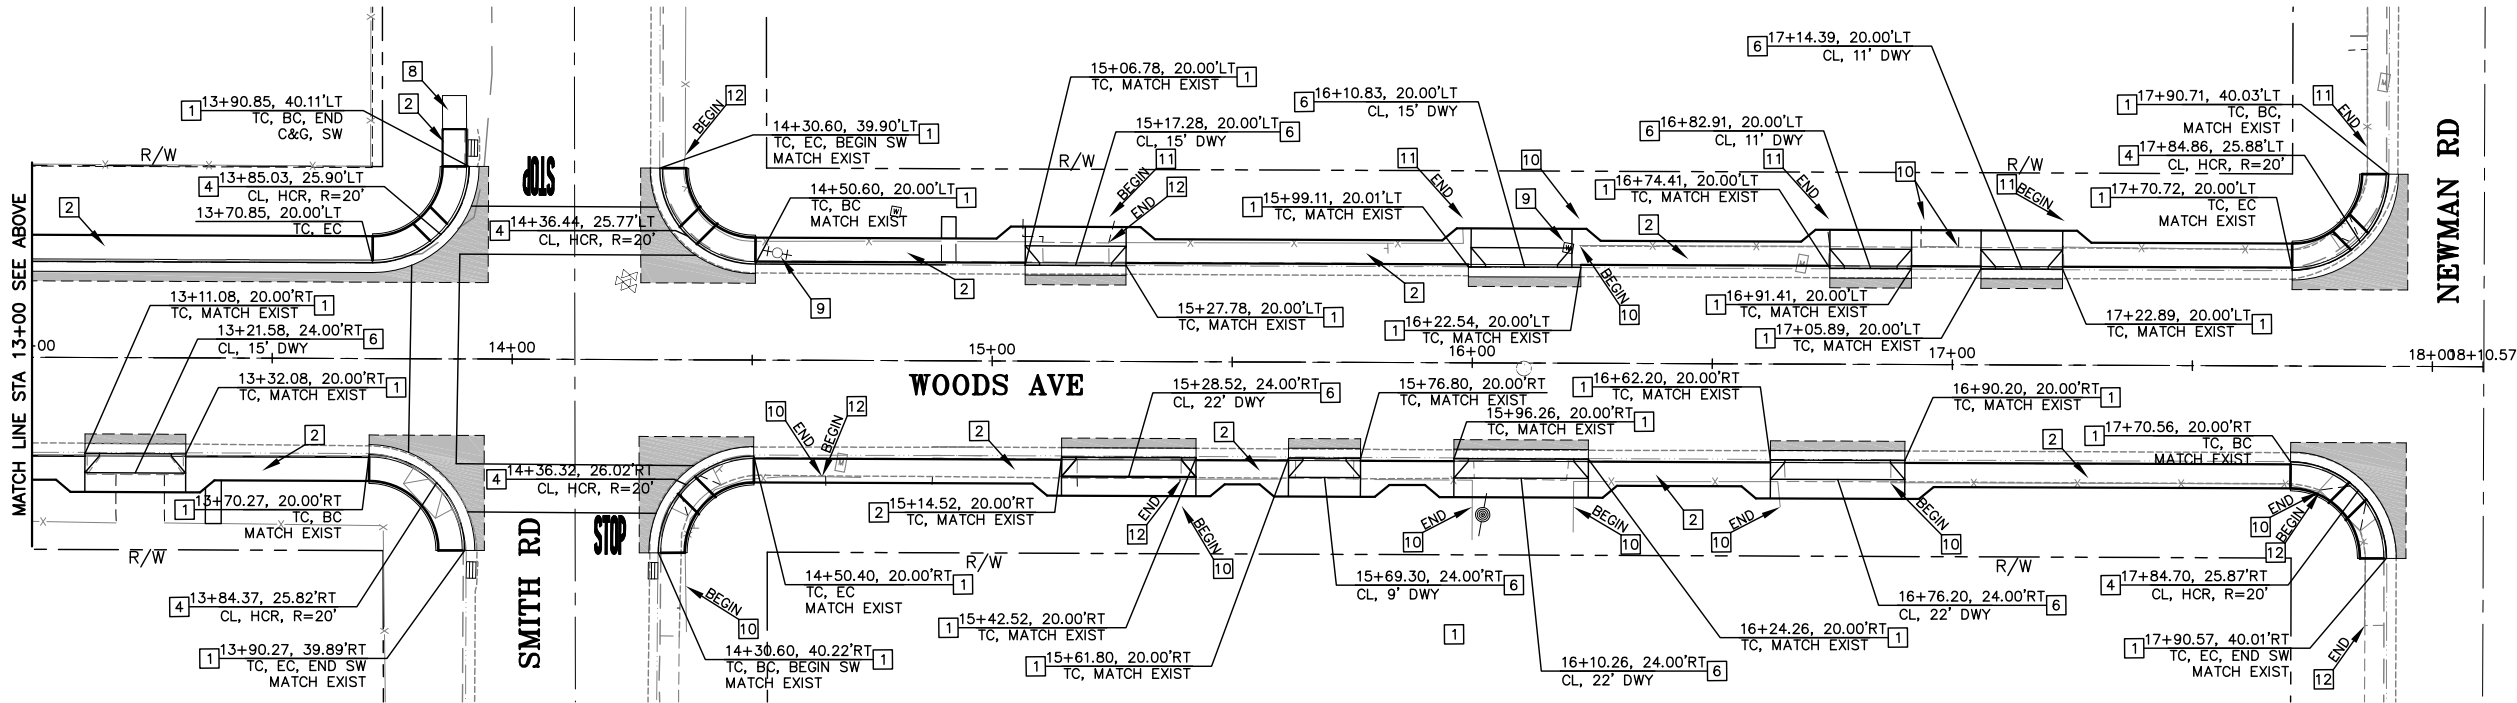 MATCH LINE STA 13+00 SEE ABOVE
1 13+90.85, 40.11'LT
TC, BC, END
C&G, SW
8
2
R/W
4 13+85.03, 25.90'LT
CL, HCR, R=20'
13+70.85, 20.00'LT
TC, EC
2
STOP
12
BEGIN
14+30.60, 39.90'LT 1
TC, EC, BEGIN SW
MATCH EXIST
4 14+36.44, 25.77'LT
CL, HCR, R=20'
14+50.60, 20.00'LT 1
TC, BC
MATCH EXIST
W
9
2
15+06.78, 20.00'LT 1
TC, MATCH EXIST
15+17.28, 20.00'LT 6
CL, 15' DWY
R/W
11
BEGIN
12
END
15+27.78, 20.00'LT 1
TC, MATCH EXIST
6 16+10.83, 20.00'LT
CL, 15' DWY
1 15+99.11, 20.01'LT
TC, MATCH EXIST
11
END
10
9
W
BEGIN
10
2
1 16+22.54, 20.00'LT
TC, MATCH EXIST
6 17+14.39, 20.00'LT
CL, 11' DWY
6 16+82.91, 20.00'LT
CL, 11' DWY
1 16+74.41, 20.00'LT
TC, MATCH EXIST
2
11
END
10
11
BEGIN
R/W
1 16+91.41, 20.00'LT
TC, MATCH EXIST
1 17+05.89, 20.00'LT
TC, MATCH EXIST
17+22.89, 20.00'LT 1
TC, MATCH EXIST
11
END
1 17+90.71, 40.03'LT
TC, BC,
MATCH EXIST
4 17+84.86, 25.88'LT
CL, HCR, R=20'
1 17+70.72, 20.00'LT
TC, EC
MATCH EXIST
NEWMAN RD
13+11.08, 20.00'RT 1
TC, MATCH EXIST
13+21.58, 24.00'RT 6
CL, 15' DWY
13+32.08, 20.00'RT 1
TC, MATCH EXIST
00
14+00
15+00
16+00
17+00
18+00
18+10.57
WOODS AVE
2
1 13+70.27, 20.00'RT
TC, BC
MATCH EXIST
R/W
4 13+84.37, 25.82'RT
CL, HCR, R=20'
1 13+90.27, 39.89'RT
TC, EC, END SW
MATCH EXIST
SMITH RD
STOP
4 14+36.32, 26.02'RT
CL, HCR, R=20'
10
END
12
BEGIN
2
BEGIN
10
14+30.60, 40.22'RT 1
TC, BC, BEGIN SW
MATCH EXIST
14+50.40, 20.00'RT 1
TC, EC
MATCH EXIST
R/W
2 15+14.52, 20.00'RT
TC, MATCH EXIST
15+28.52, 24.00'RT 6
CL, 22' DWY
END
12
BEGIN
10
2
1 15+42.52, 20.00'RT
TC, MATCH EXIST
1 15+61.80, 20.00'RT
TC, MATCH EXIST
15+69.30, 24.00'RT 6
CL, 9' DWY
15+76.80, 20.00'RT
TC, MATCH EXIST 1
15+96.26, 20.00'RT 1
TC, MATCH EXIST
END
10
BEGIN
10
1
16+10.26, 24.00'RT 6
CL, 22' DWY
16+24.26, 20.00'RT 1
TC, MATCH EXIST
1 16+62.20, 20.00'RT
TC, MATCH EXIST
2
END
10
16+76.20, 24.00'RT 6
CL, 22' DWY
16+90.20, 20.00'RT 1
TC, MATCH EXIST
BEGIN
10
R/W
2
1 17+70.56, 20.00'RT
TC, BC
MATCH EXIST
END
10
BEGIN
12
4 17+84.70, 25.87'RT
CL, HCR, R=20'
1 17+90.57, 40.01'RT
TC, EC, END SW
MATCH EXIST
END
12